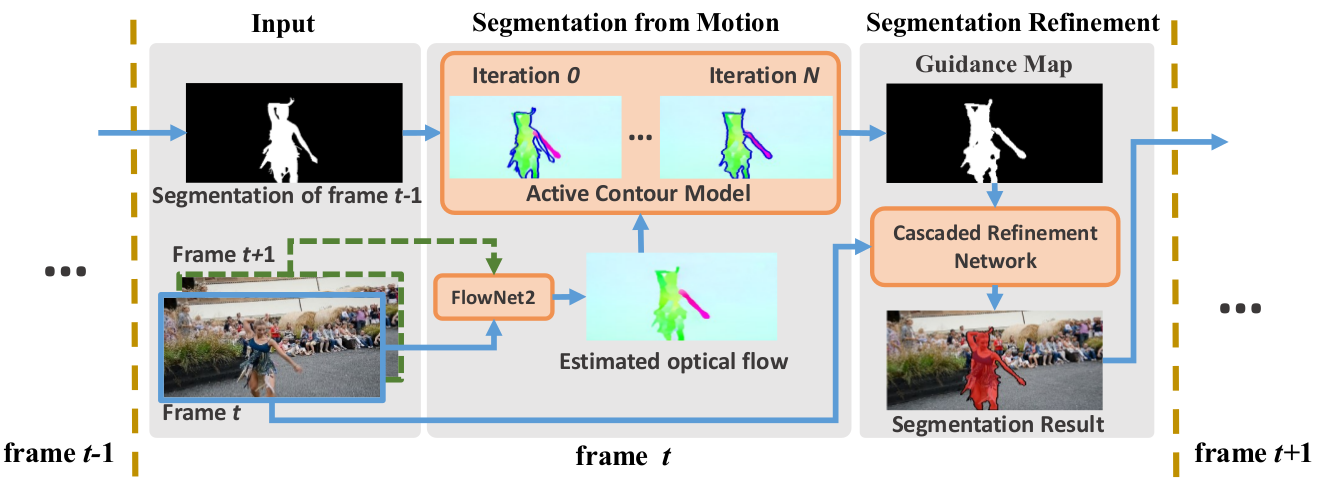 Input
Segmentation from Motion
Segmentation Refinement
Iteration 0
Iteration N
...
Active Contour Model
Guidance Map
Segmentation of frame t-1
Frame t+1
Frame t
FlowNet2
Estimated optical flow
Cascaded Refinement
Network
Segmentation Result
...
...
frame t-1
frame t
frame t+1